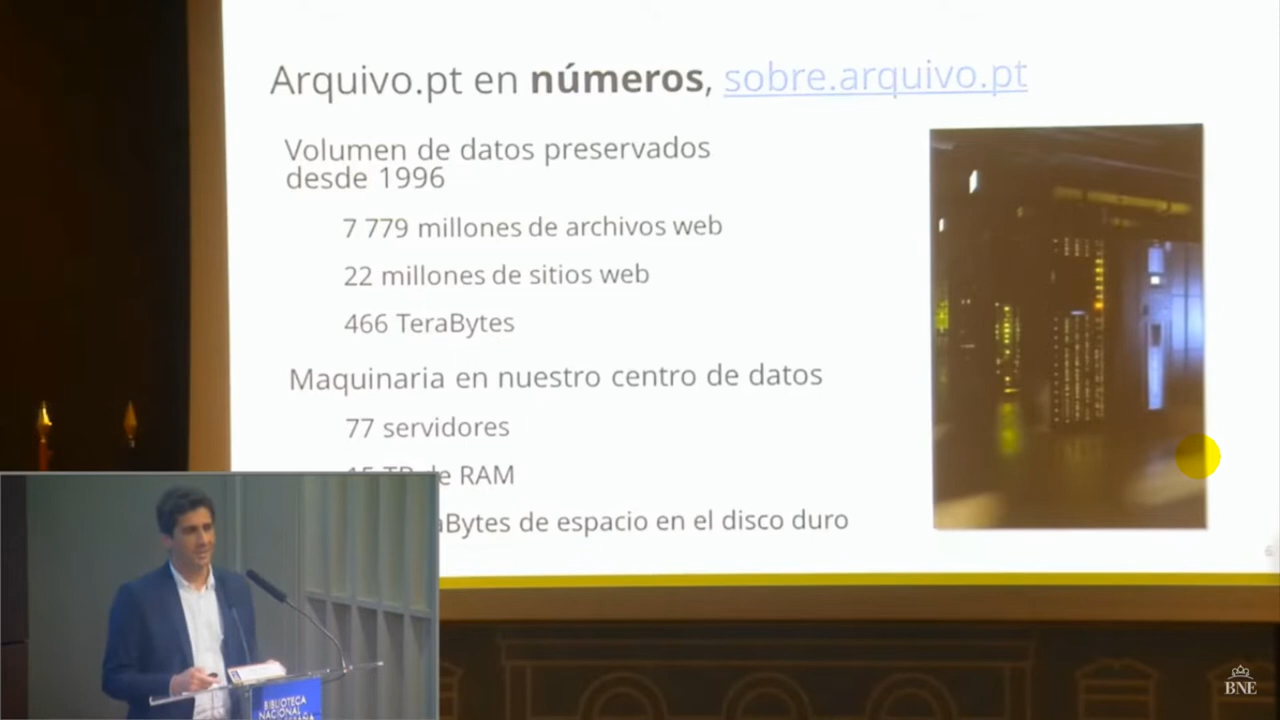 Arquivo.pt en números, sobre.arquivo.pt
Volumen de datos preservados
desde 1996
7 779 millones de archivos web
22 millones de sitios web
466 TeraBytes
Maquinaria en nuestro centro de datos
77 servidores
15 TB de RAM
aBytes de espacio en el disco duro
BIBLIOTECA
NACIONAL
BNE